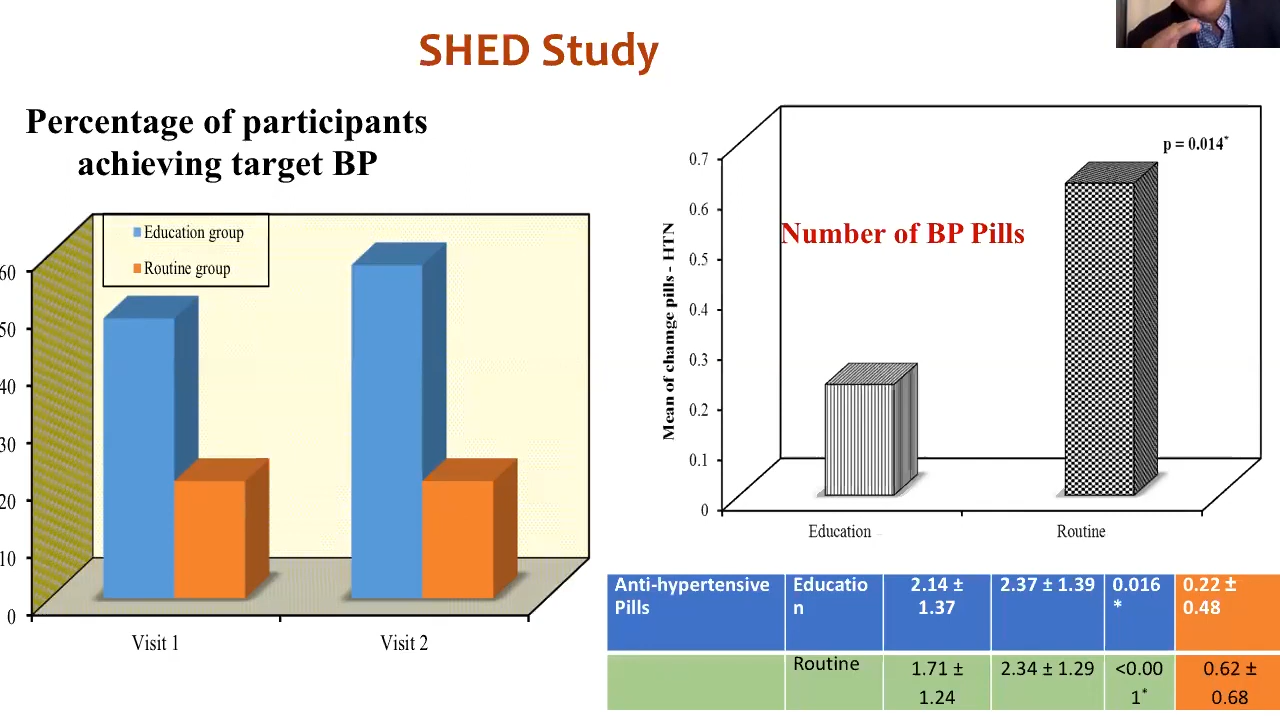 SHED Study
Percentage of participants
achieving target BP
Education group
Routine group
60
50
40
30
20
10
0
Visit 1
Visit 2
p = 0.014*
Number of BP Pills
Mean of chamge pills - HTN
0.7
0.6
0.5
0.4
0.3
0.2
0.1
0
Education
Routine
Anti-hypertensive
Pills
Educatio
n
2.14 ±
1.37
2.37 ± 1.39
0.016
*
0.22 ±
0.48
Routine
1.71 ±
1.24
2.34 ± 1.29
<0.00
1*
0.62 ±
0.68